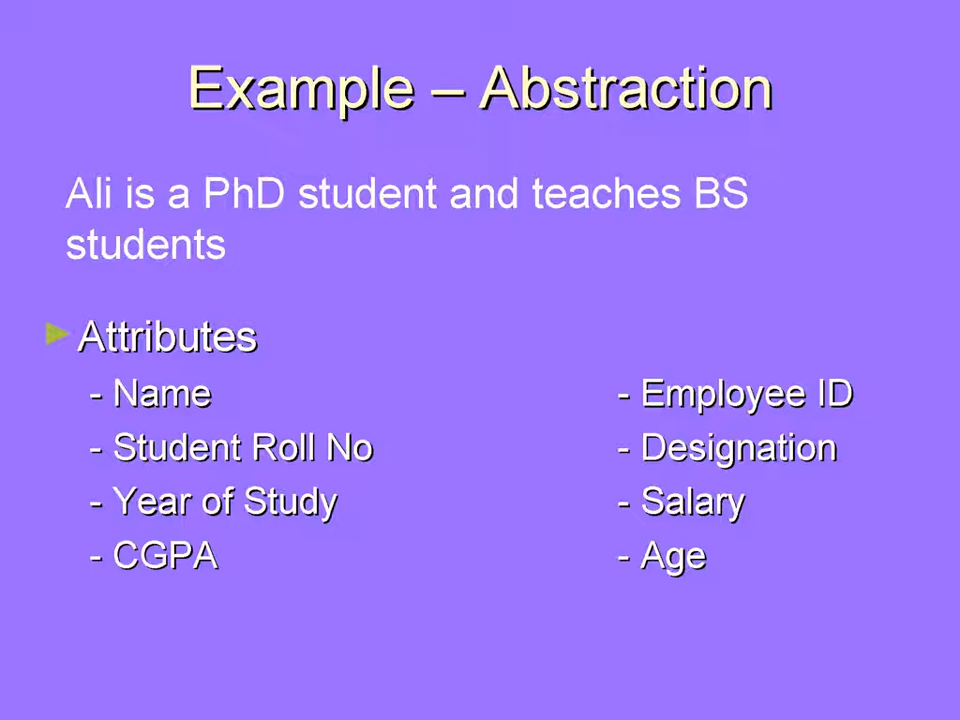 Example – Abstraction
Ali is a PhD student and teaches BS
students
Attributes
- Name
- Student Roll No
- Year of Study
- CGPA
- Employee ID
- Designation
- Salary
- Age